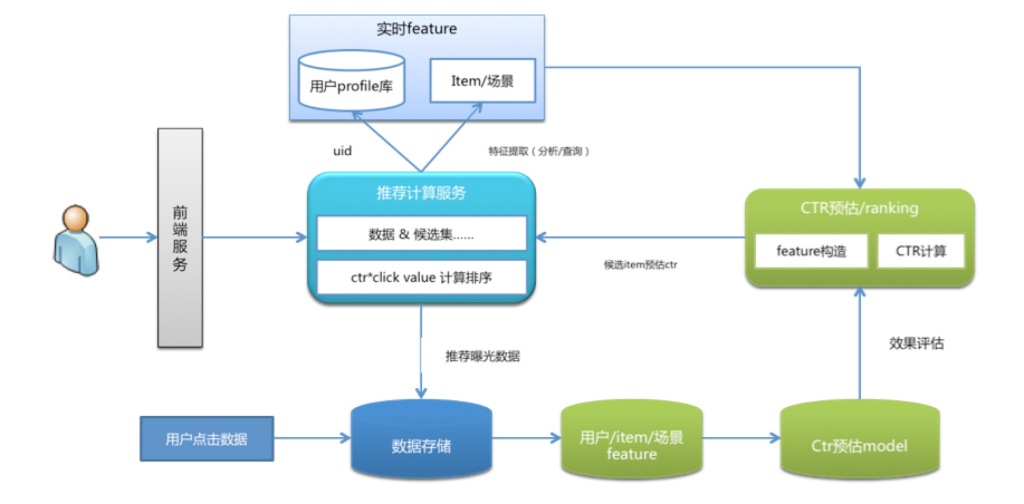 实时feature
用户profile库
Item/场景
uid
特征提取（分析/查询）
前端服务
推荐计算服务
数据 & 候选集......
ctr*click value 计算排序
CTR预估/ranking
feature构造
CTR计算
候选item预估ctr
推荐曝光数据
效果评估
用户点击数据
数据存储
用户/item/场景
feature
Ctr预估model